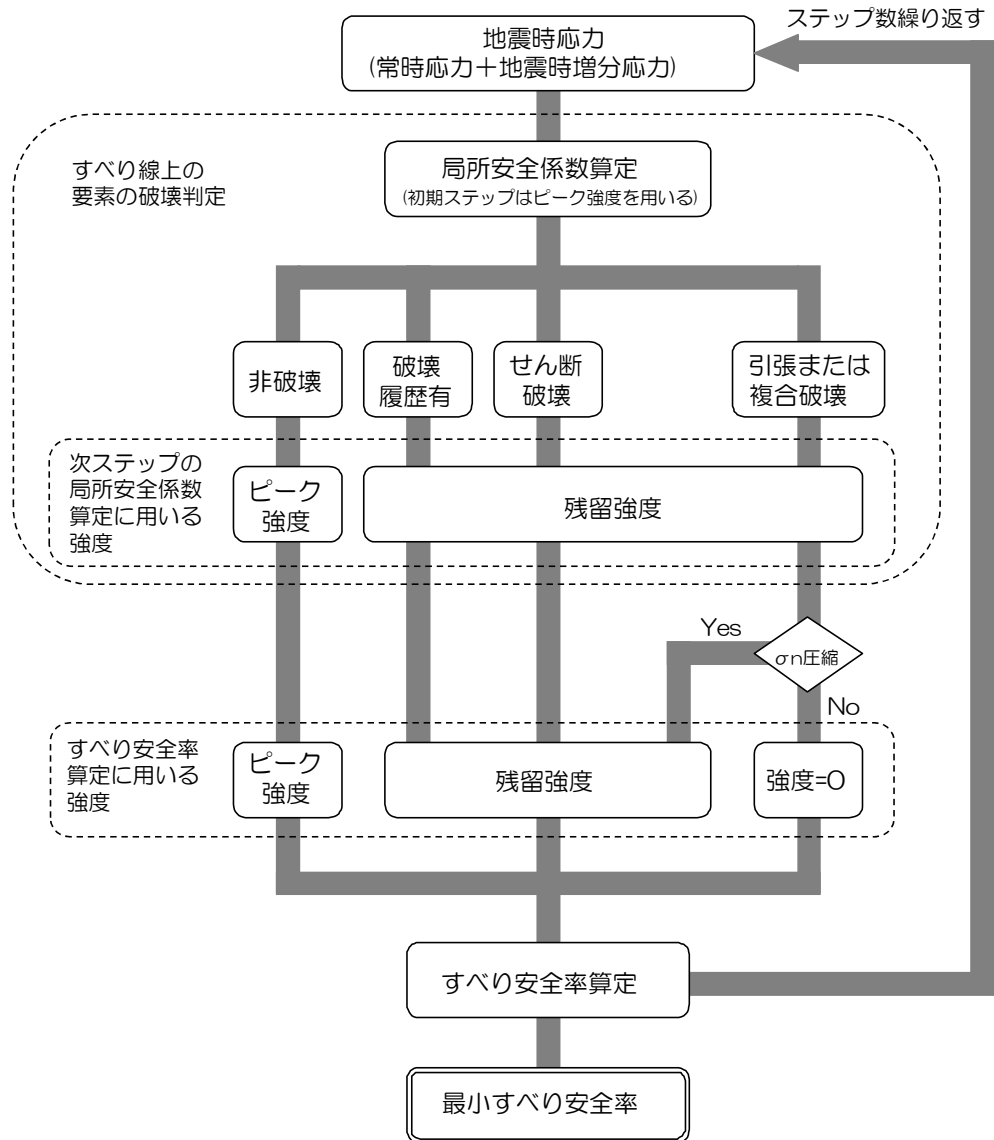 ステップ数繰り返す
地震時応力
(常時応力＋地震時増分応力)
すべり線上の
要素の破壊判定
局所安全係数算定
(初期ステップはピーク強度を用いる)
非破壊
破壊
履歴有
せん断
破壊
引張または
複合破壊
次ステップの
局所安全係数
算定に用いる
強度
ピーク
強度
残留強度
Yes
σn圧縮
No
すべり安全率
算定に用いる
強度
ピーク
強度
残留強度
強度=0
すべり安全率算定
最小すべり安全率